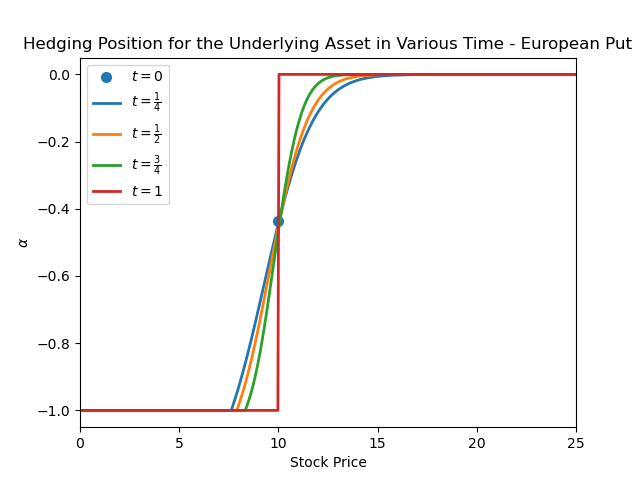 Hedging Position for the Underlying Asset in Various Time - European Put
0.0
−0.2
−0.4
−0.6
−0.8
−1.0
α
t = 0
t = 1/4
t = 1/2
t = 3/4
t = 1
0 5 10 15 20 25
Stock Price